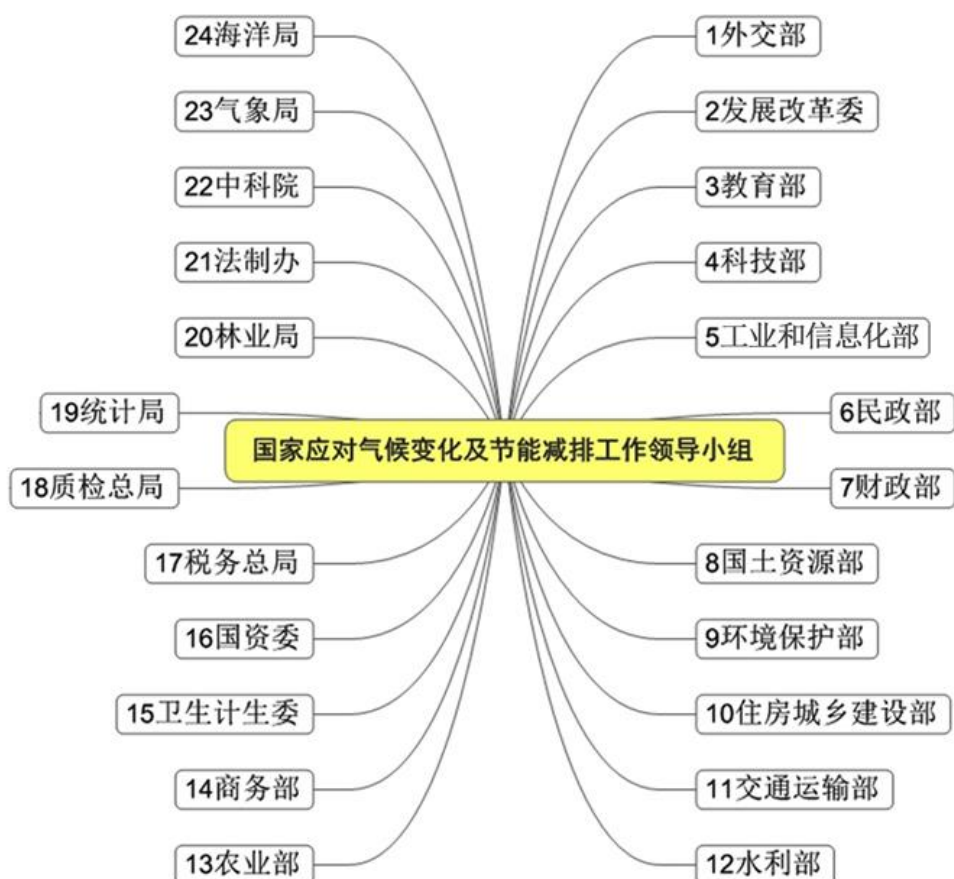 24海洋局
1外交部
23气象局
2发展改革委
22中科院
3教育部
21法制办
4科技部
20林业局
5工业和信息化部
19统计局
6民政部
国家应对气候变化及节能减排工作领导小组
18质检总局
7财政部
17税务总局
8国土资源部
16国资委
9环境保护部
15卫生计生委
10住房城乡建设部
14商务部
11交通运输部
13农业部
12水利部